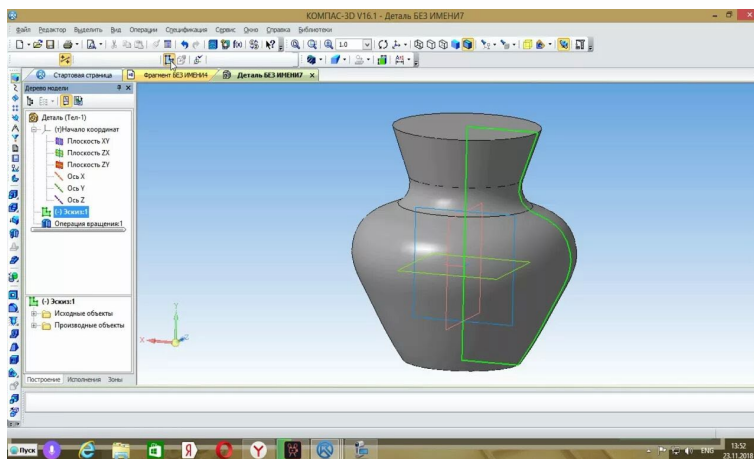 КОМПАС-3D V16.1 - Деталь БЕЗ ИМЕНИ7
Файл Редактор Выделить Вид Операции Спецификация Сервис Окно Справка Библиотеки
1.0
Стартовая страница Фрагмент БЕЗ ИМЕНИ4 Деталь БЕЗ ИМЕНИ7
Дерево модели
Деталь (Тел-1)
(т)Начало координат
Плоскость XY
Плоскость ZX
Плоскость ZY
Ось X
Ось Y
Ось Z
(-) Эскиз:1
Операция вращения:1
(-) Эскиз:1
Исходные объекты
Производные объекты
Y
X
Построение Исполнения Зоны
Пуск
ENG
13:52
23.11.2018